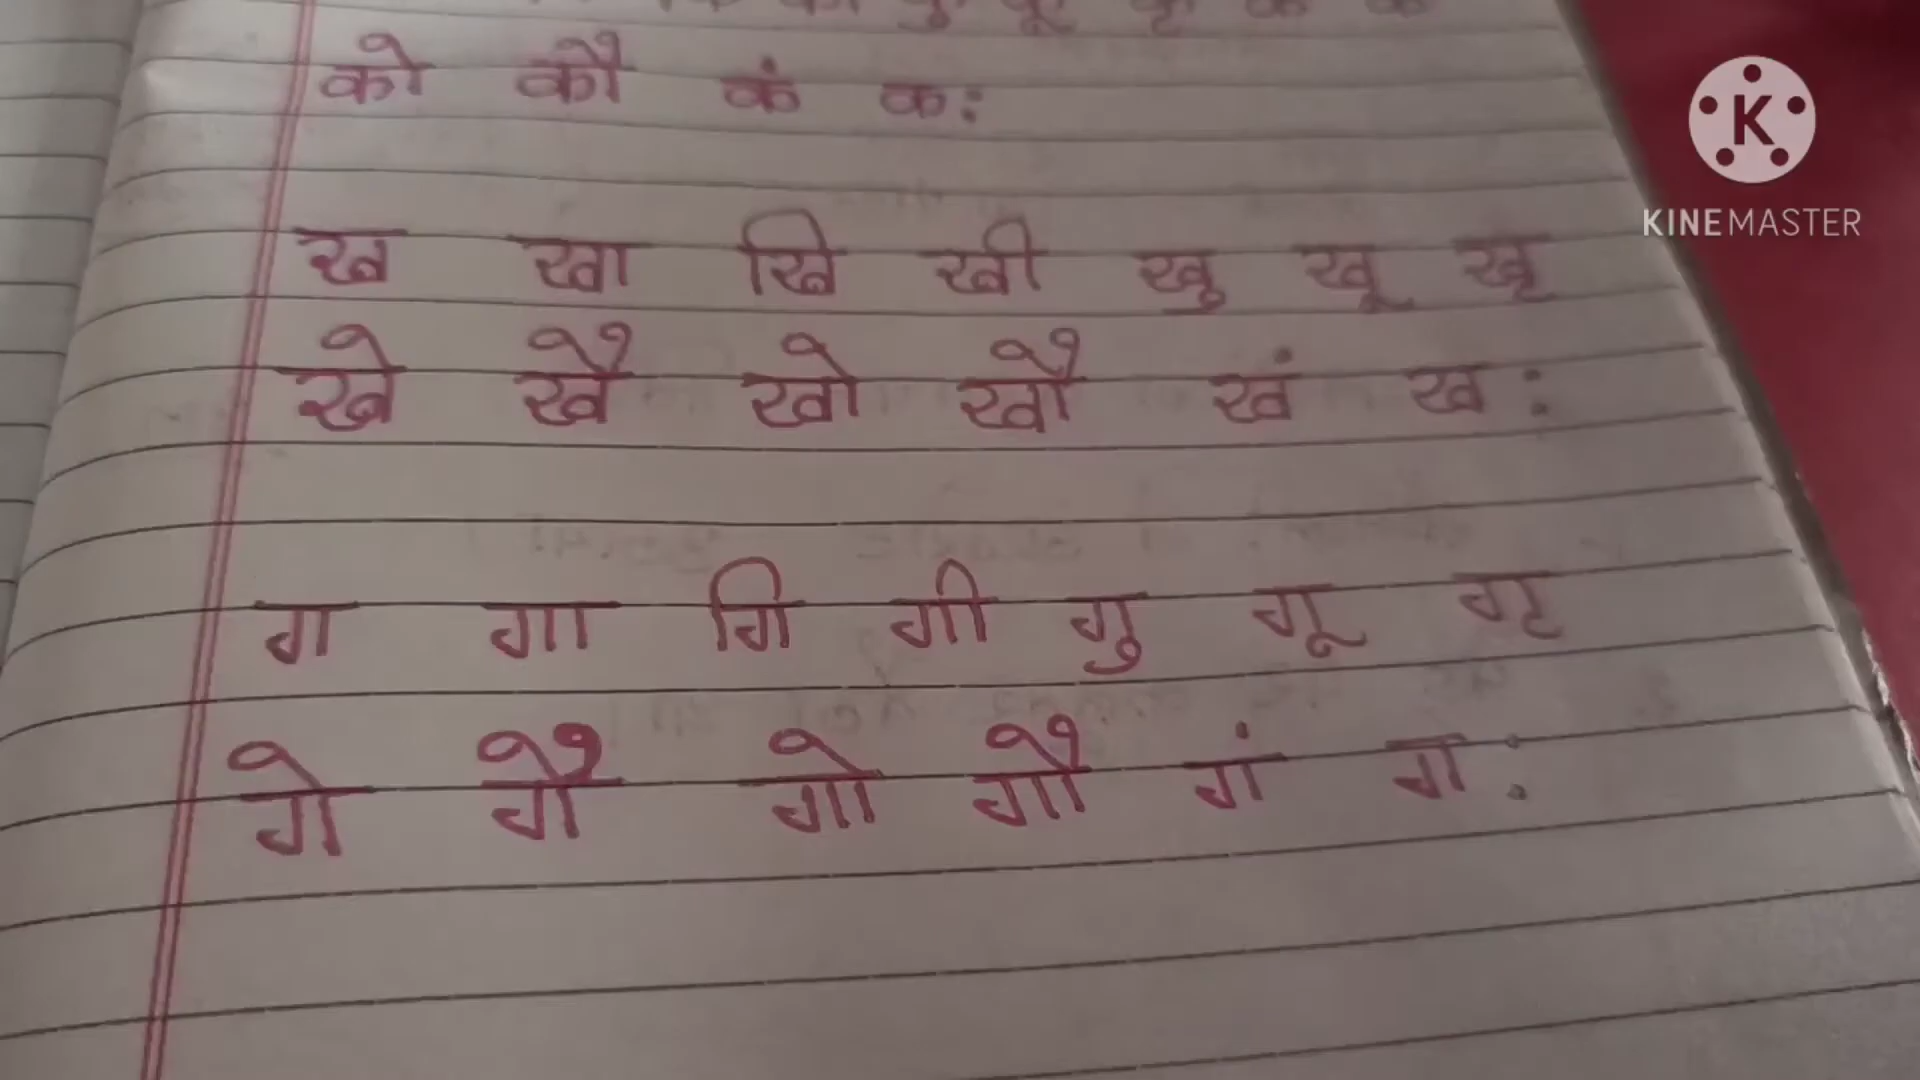 को कौ कं कः
ख खा खि खी खु खू खृ
खे खै खो खौ खं खः
ग गा गि गी गु गू गृ
गे गै गो गौ गं गः
K
KINEMASTER